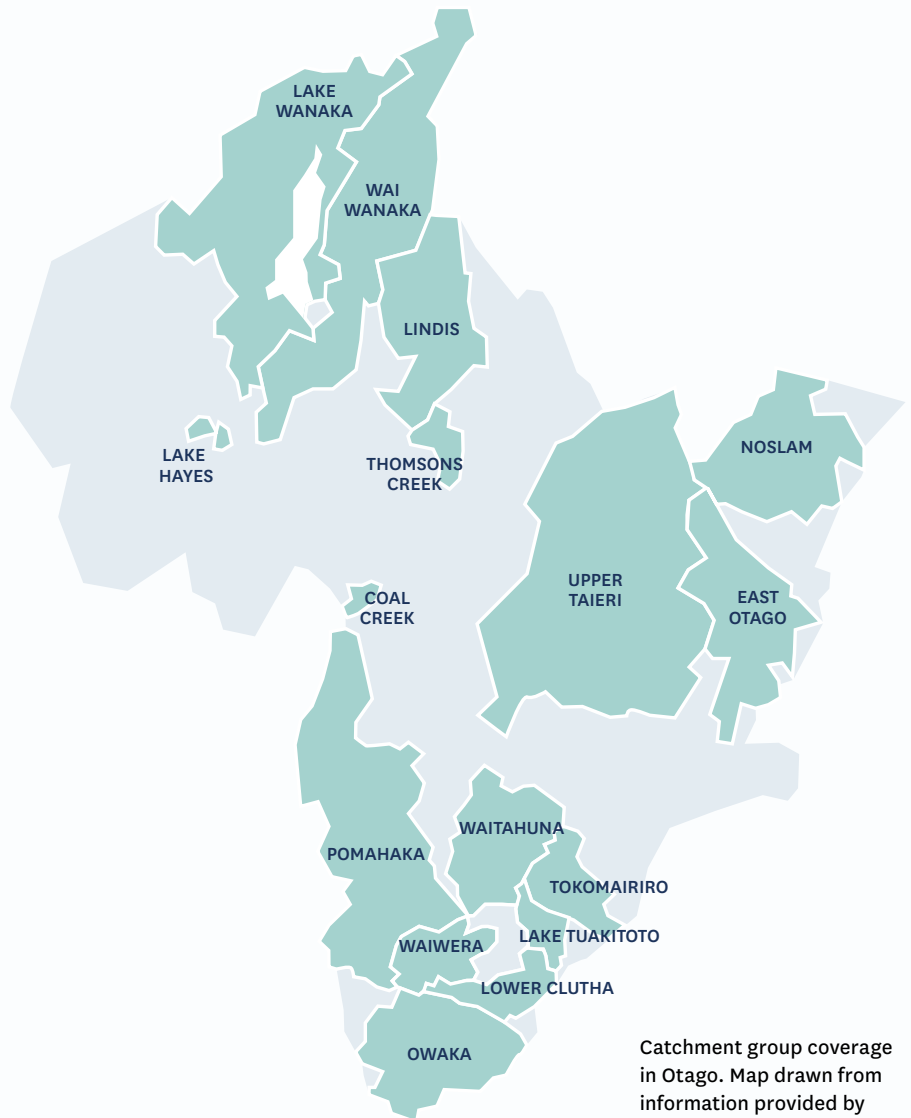 LAKE
WANAKA
WAI
WANAKA
LINDIS
NOSLAM
LAKE
HAYES
THOMSONS
CREEK
UPPER
TAIERI
COAL
CREEK
EAST
OTAGO
WAITAHUNA
POMAHAKA
TOKOMAIRIRO
LAKE TUAKITOTO
WAIWERA
LOWER CLUTHA
OWAKA
Catchment group coverage
in Otago. Map drawn from
information provided by